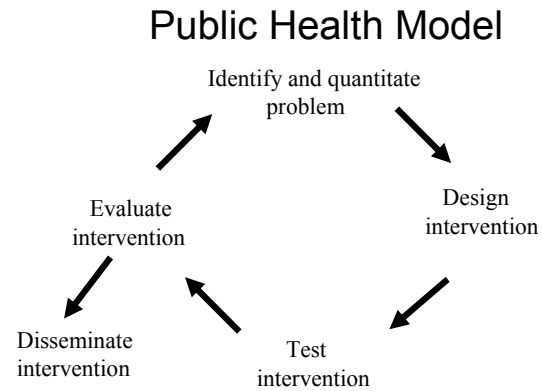 Public Health Model
Identify and quantitate
problem
Design
intervention
Test
intervention
Evaluate
intervention
Disseminate
intervention